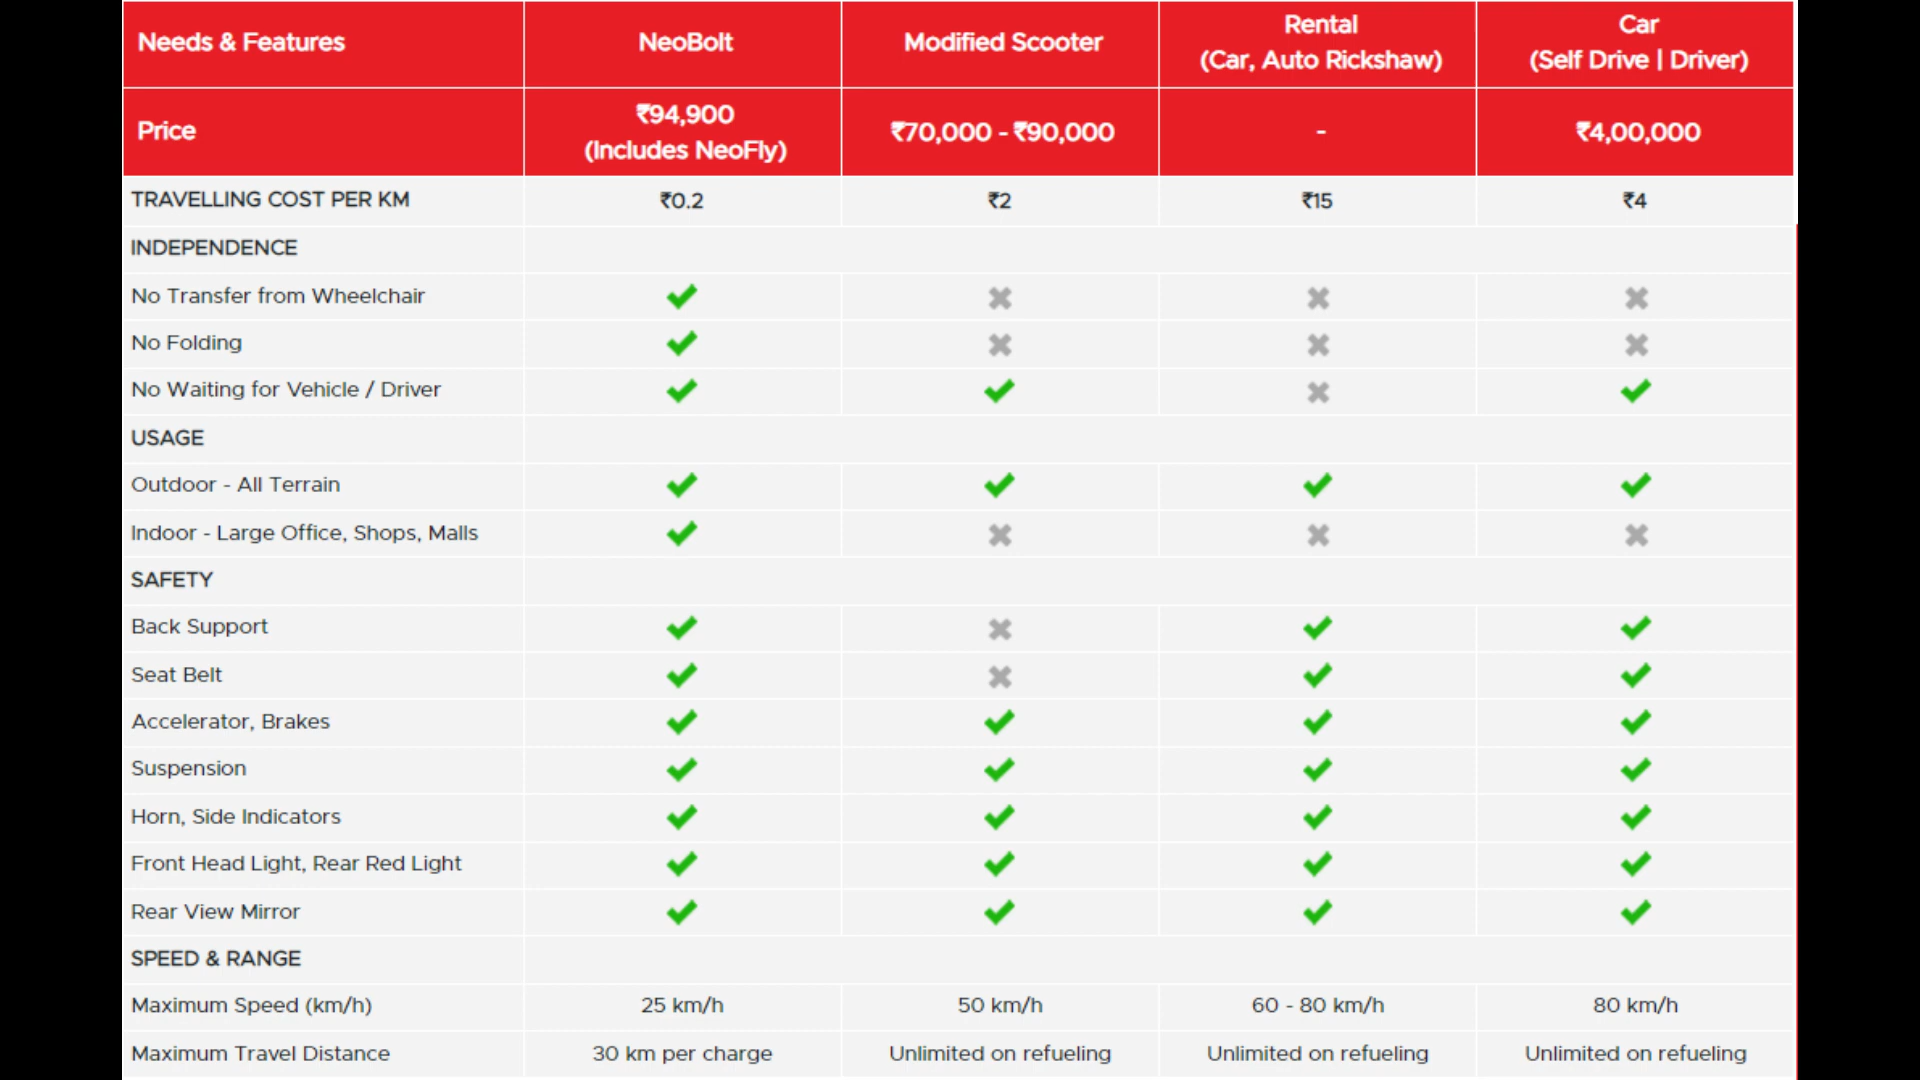 Needs & Features
NeoBolt
Modified Scooter
Rental
(Car, Auto Rickshaw)
Car
(Self Drive | Driver)
Price
₹94,900
(Includes NeoFly)
₹70,000 - ₹90,000
-
₹4,00,000
TRAVELLING COST PER KM ₹0.2 ₹2 ₹15 ₹4
INDEPENDENCE
No Transfer from Wheelchair
No Folding
No Waiting for Vehicle / Driver
USAGE
Outdoor - All Terrain
Indoor - Large Office, Shops, Malls
SAFETY
Back Support
Seat Belt
Accelerator, Brakes
Suspension
Horn, Side Indicators
Front Head Light, Rear Red Light
Rear View Mirror
SPEED & RANGE
Maximum Speed (km/h) 25 km/h 50 km/h 60 - 80 km/h 80 km/h
Maximum Travel Distance 30 km per charge Unlimited on refueling Unlimited on refueling Unlimited on refueling